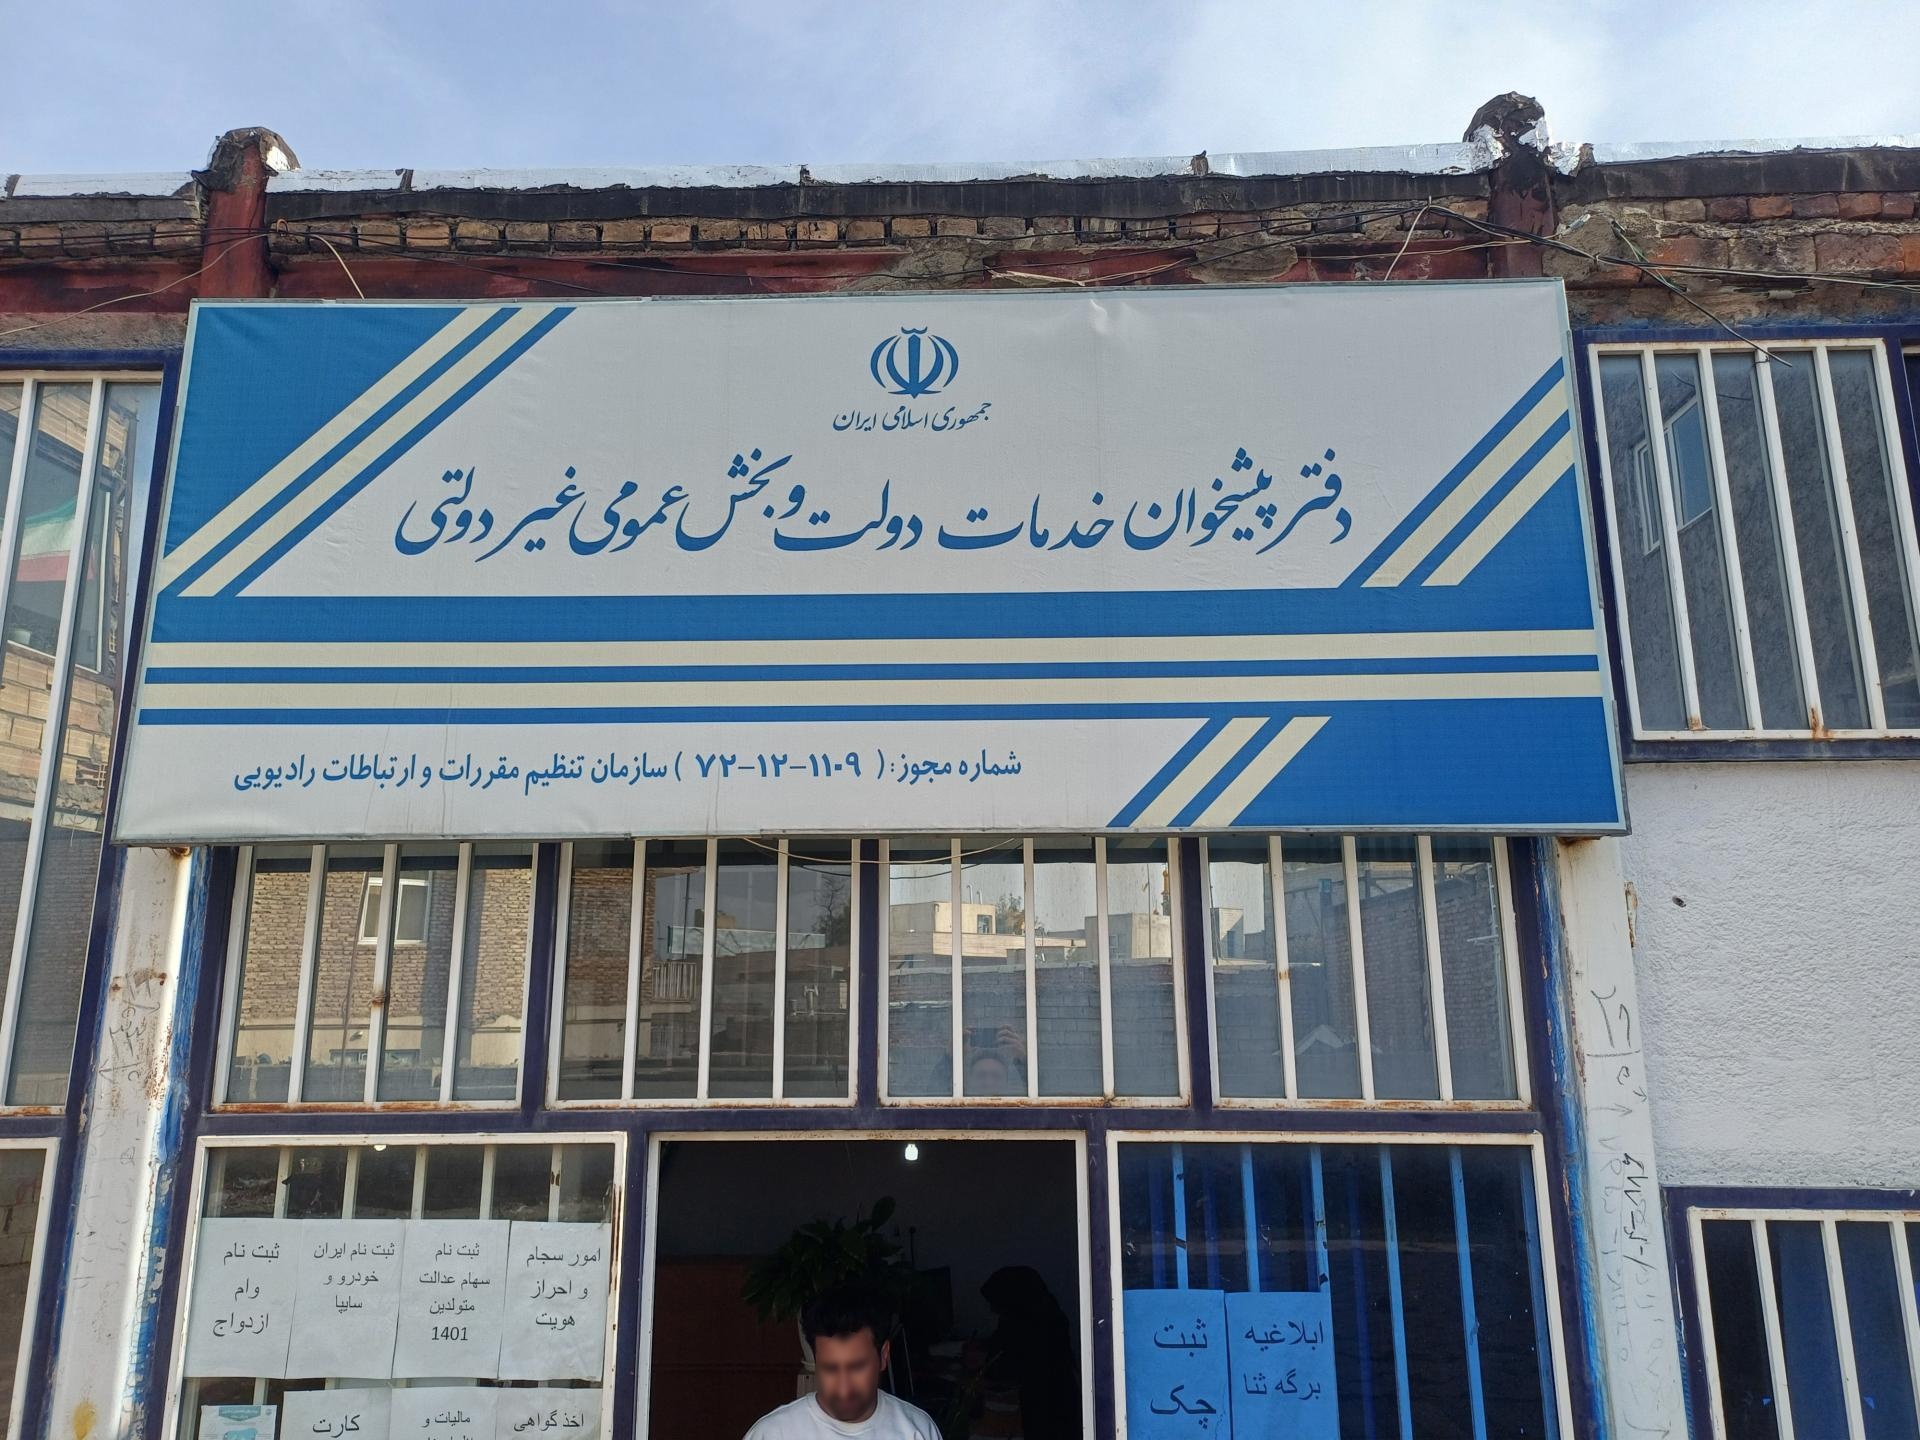 جمهوری اسلامی ایران
دفتر پیشخوان خدمات دولت و بخش عمومی غیر دولتی
شماره مجوز: ( ۷۲-۱۲-۱۱۰۹ ) سازمان تنظیم مقررات و ارتباطات رادیویی
امور سجام
و احراز
هویت
ثبت نام
سهام عدالت
متولدین
1401
ثبت نام ایران
خودرو و
سایپا
ثبت نام
وام
ازدواج
اخذ گواهی
مالیات و
کارت
ابلاغیه
برگه ثنا
ثبت
چک